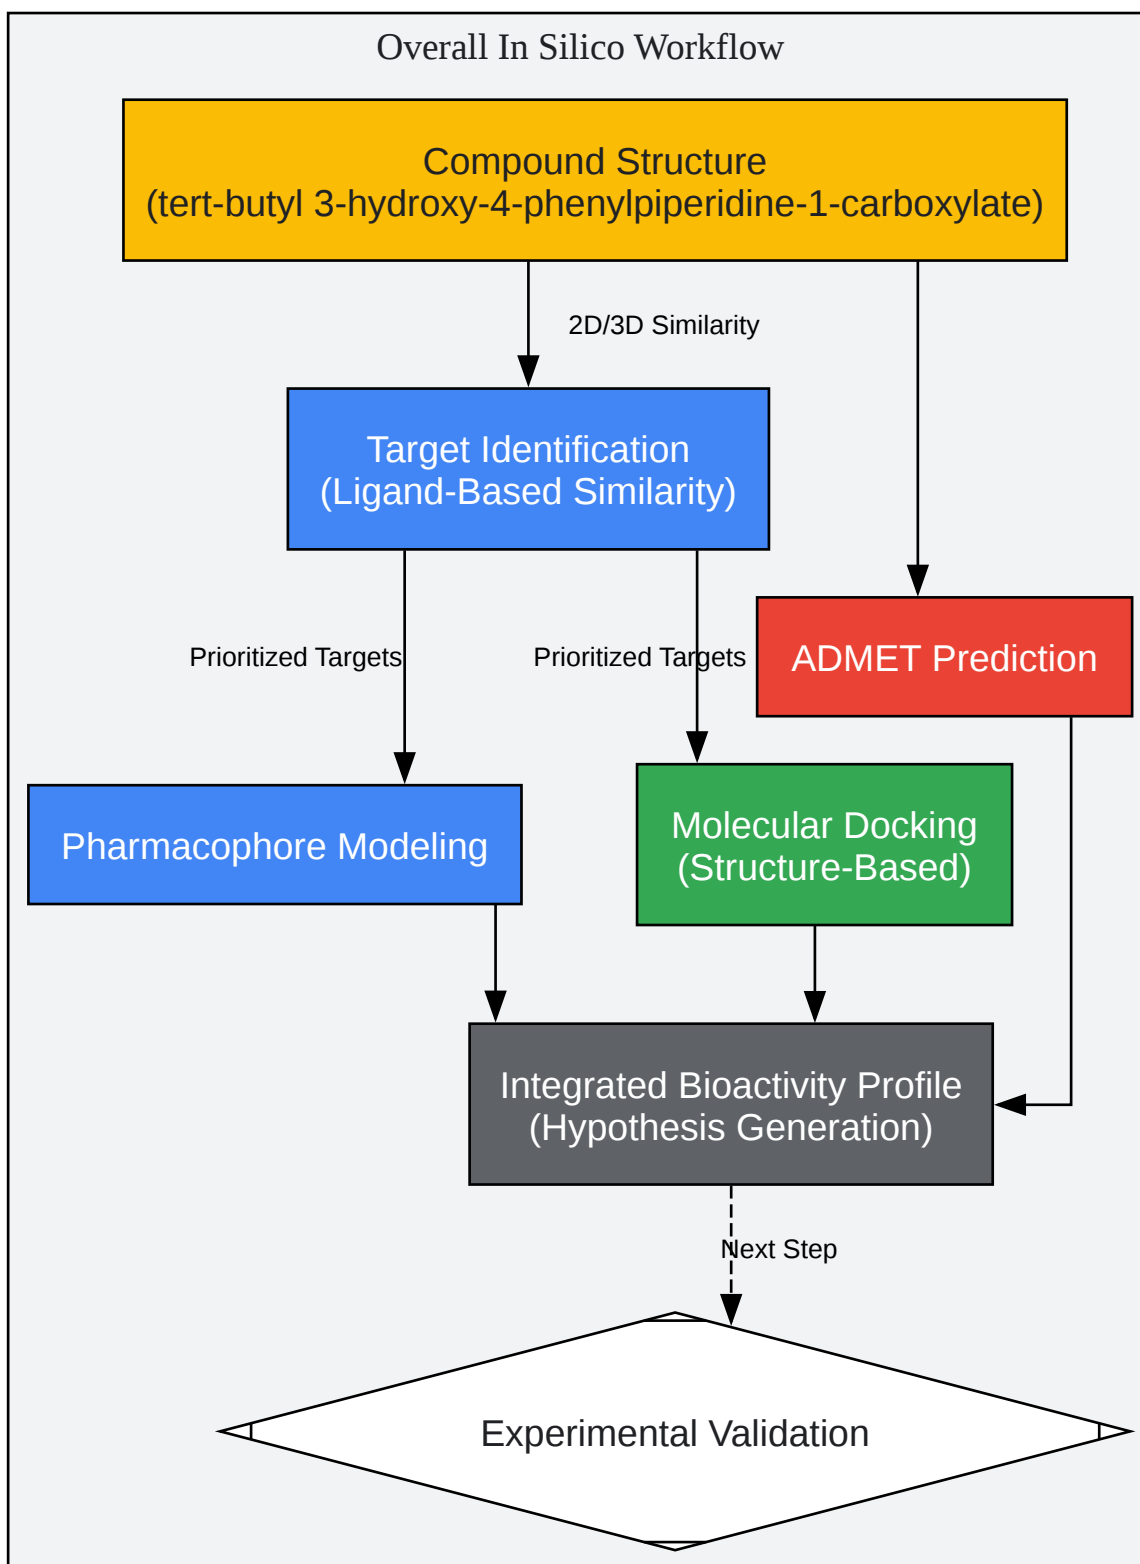 Overall In Silico Workflow
Compound Structure
(tert-butyl 3-hydroxy-4-phenylpiperidine-1-carboxylate)
2D/3D Similarity
Target Identification
(Ligand-Based Similarity)
Prioritized Targets
Prioritized Targets
ADMET Prediction
Pharmacophore Modeling
Molecular Docking
(Structure-Based)
Integrated Bioactivity Profile
(Hypothesis Generation)
Next Step
Experimental Validation